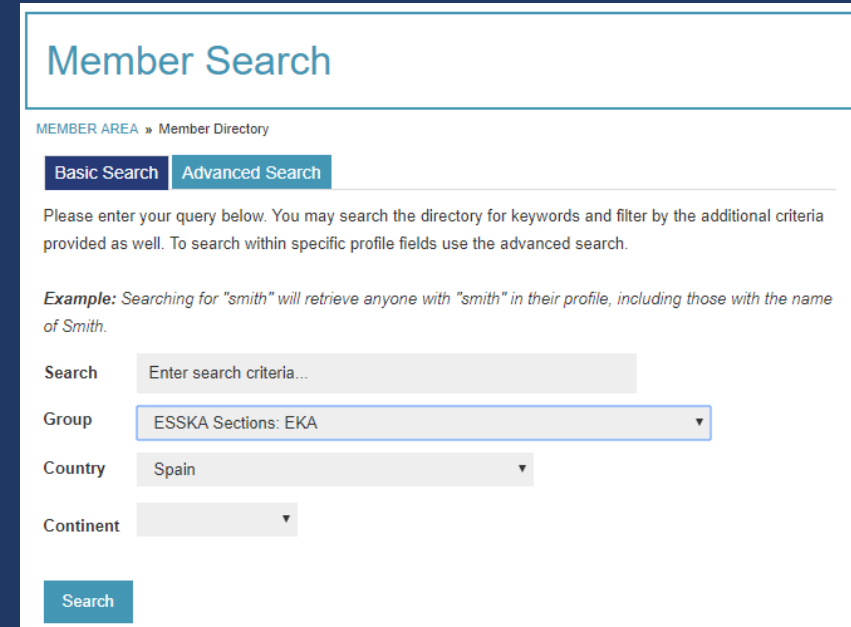 Member Search
MEMBER AREA » Member Directory
Basic Search Advanced Search
Please enter your query below. You may search the directory for keywords and filter by the additional criteria
provided as well. To search within specific profile fields use the advanced search.
Example: Searching for "smith" will retrieve anyone with "smith" in their profile, including those with the name
of Smith.
Search Enter search criteria...
Group ESSKA Sections: EKA
Country Spain
Continent
Search